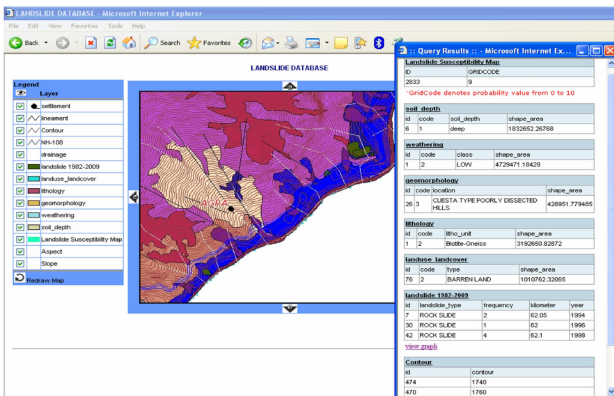 LANDSLIDE DATABASE - Microsoft Internet Explorer
File Edit View Favorites Tools Help
Back Search Favorites
LANDSLIDE DATABASE
Legend
Layer
settlement
lineament
Contour
NH-108
drainage
landslide 1982-2009
landuse_landcover
lithology
geomorphology
weathering
soil_depth
Landslide Susceptibility Map
Aspect
Slope
Redraw Map
:: Query Results :: - Microsoft Internet Ex...
Landslide Susceptibility Map
ID GRIDCODE
2833 9
*GridCode denotes probability value from 0 to 10
soil_depth
id code soil_depth shape_area
6 1 deep 1832652.26768
weathering
id code class shape_area
1 2 LOW 4729471.18429
geomorphology
id code location shape_area
26 3 CUESTA TYPE POORLY DISSECTED HILLS 428951.779485
lithology
id code litho_unit shape_area
1 2 Biotite-Gneiss 3192650.82872
landuse_landcover
id code type shape_area
76 2 BARREN LAND 1010762.32065
landslide 1982-2009
id landslide_type frequency kilometer year
7 ROCK SLIDE 2 62.05 1994
30 ROCK SLIDE 1 62 1996
42 ROCK SLIDE 4 62.1 1998
view graph
Contour
id contour
474 1740
470 1760